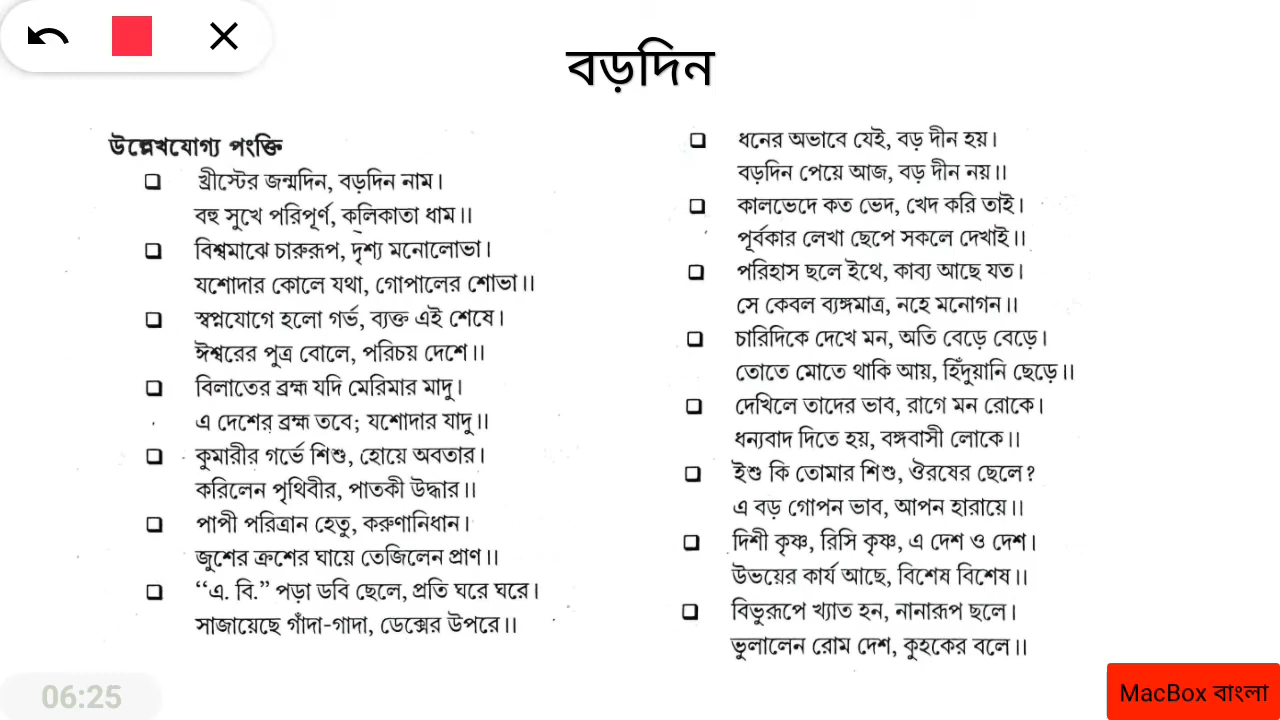 বড়দিন
উল্লেখযোগ্য পংক্তি
খ্রীস্টের জন্মদিন, বড়দিন নাম।
বহু সুখে পরিপূর্ণ, কলিকাতা ধাম।।
বিশ্বমাঝে চারুরূপ, দৃশ্য মনোলোভা।
যশোদার কোলে যথা, গোপালের শোভা।।
স্বপ্নযোগে হলো গর্ভ, ব্যক্ত এই শেষে।
ঈশ্বরের পুত্র বোলে, পরিচয় দেশে।।
বিলাতের ব্রহ্ম যদি মেরিমার মাদু।
এ দেশের ব্রহ্ম তবে; যশোদার যাদু।।
কুমারীর গর্ভে শিশু, হোয়ে অবতার।
করিলেন পৃথিবীর, পাতকী উদ্ধার।।
পাপী পরিত্রান হেতু, করুণানিধান।
জুশের ক্রশের ঘায়ে তেজিলেন প্রাণ।।
“এ. বি.” পড়া ডবি ছেলে, প্রতি ঘরে ঘরে।
সাজায়েছে গাঁদা-গাদা, ডেক্সের উপরে।।
ধনের অভাবে যেই, বড় দীন হয়।
বড়দিন পেয়ে আজ, বড় দীন নয়।।
কালভেদে কত ভেদ, খেদ করি তাই।
পূর্বকার লেখা ছেপে সকলে দেখাই।।
পরিহাস ছলে ইথে, কাব্য আছে যত।
সে কেবল ব্যঙ্গমাত্র, নহে মনোগন।।
চারিদিকে দেখে মন, অতি বেড়ে বেড়ে।
তোতে মোতে থাকি আয়, হিঁদুয়ানি ছেড়ে।।
দেখিলে তাদের ভাব, রাগে মন রোকে।
ধন্যবাদ দিতে হয়, বঙ্গবাসী লোকে।।
ইশু কি তোমার শিশু, ঔরষের ছেলে?
এ বড় গোপন ভাব, আপন হারায়ে।।
দিশী কৃষ্ণ, রিসি কৃষ্ণ, এ দেশ ও দেশ।
উভয়ের কার্য আছে, বিশেষ বিশেষ।।
বিভুরূপে খ্যাত হন, নানারূপ ছলে।
ভুলালেন রোম দেশ, কুহকের বলে।।
06:25
MacBox বাংলা